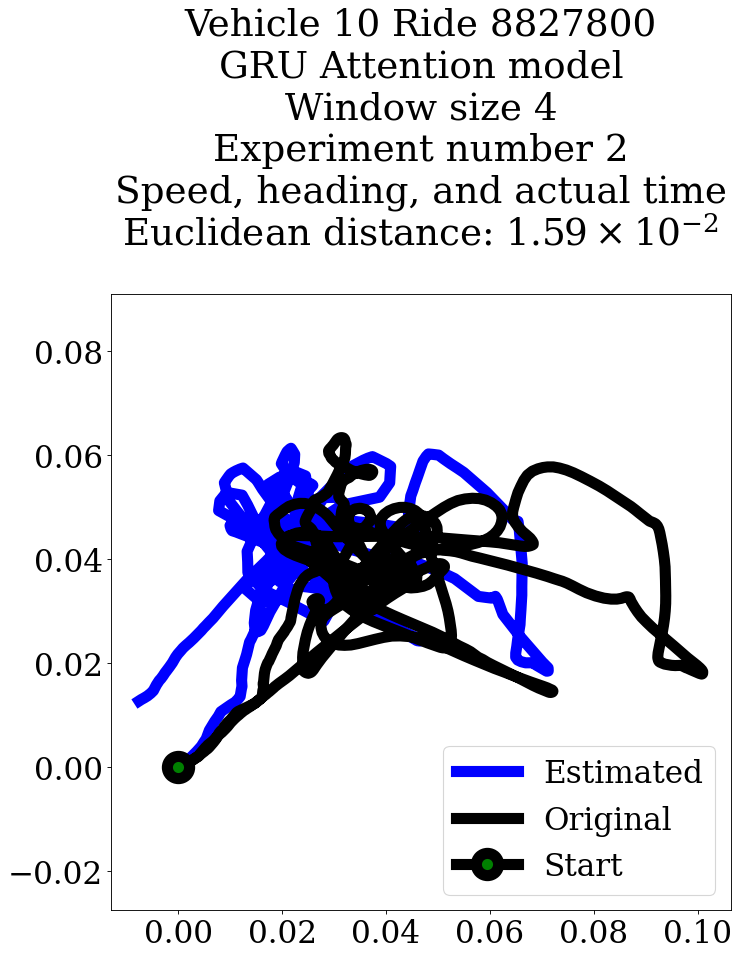 Vehicle 10 Ride 8827800
GRU Attention model
Window size 4
Experiment number 2
Speed, heading, and actual time
Euclidean distance: 1.59 × 10⁻²
0.08
0.06
0.04
0.02
0.00
−0.02
0.00 0.02 0.04 0.06 0.08 0.10
Estimated
Original
Start